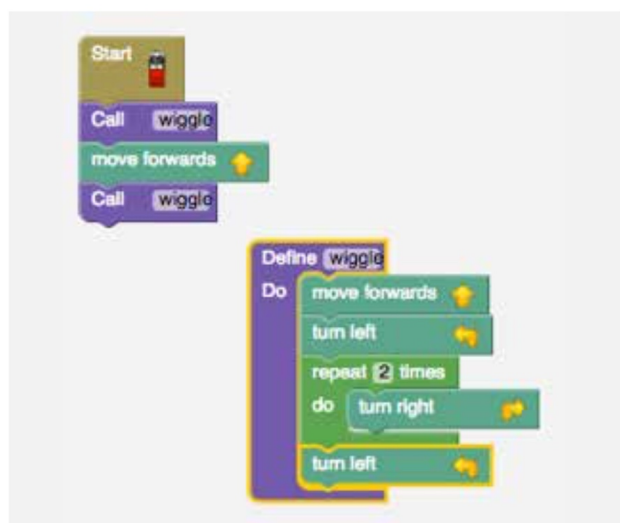 Start
Call wiggle
move forwards
Call wiggle
Define wiggle
Do move forwards
turn left
repeat 2 times
do turn right
turn left